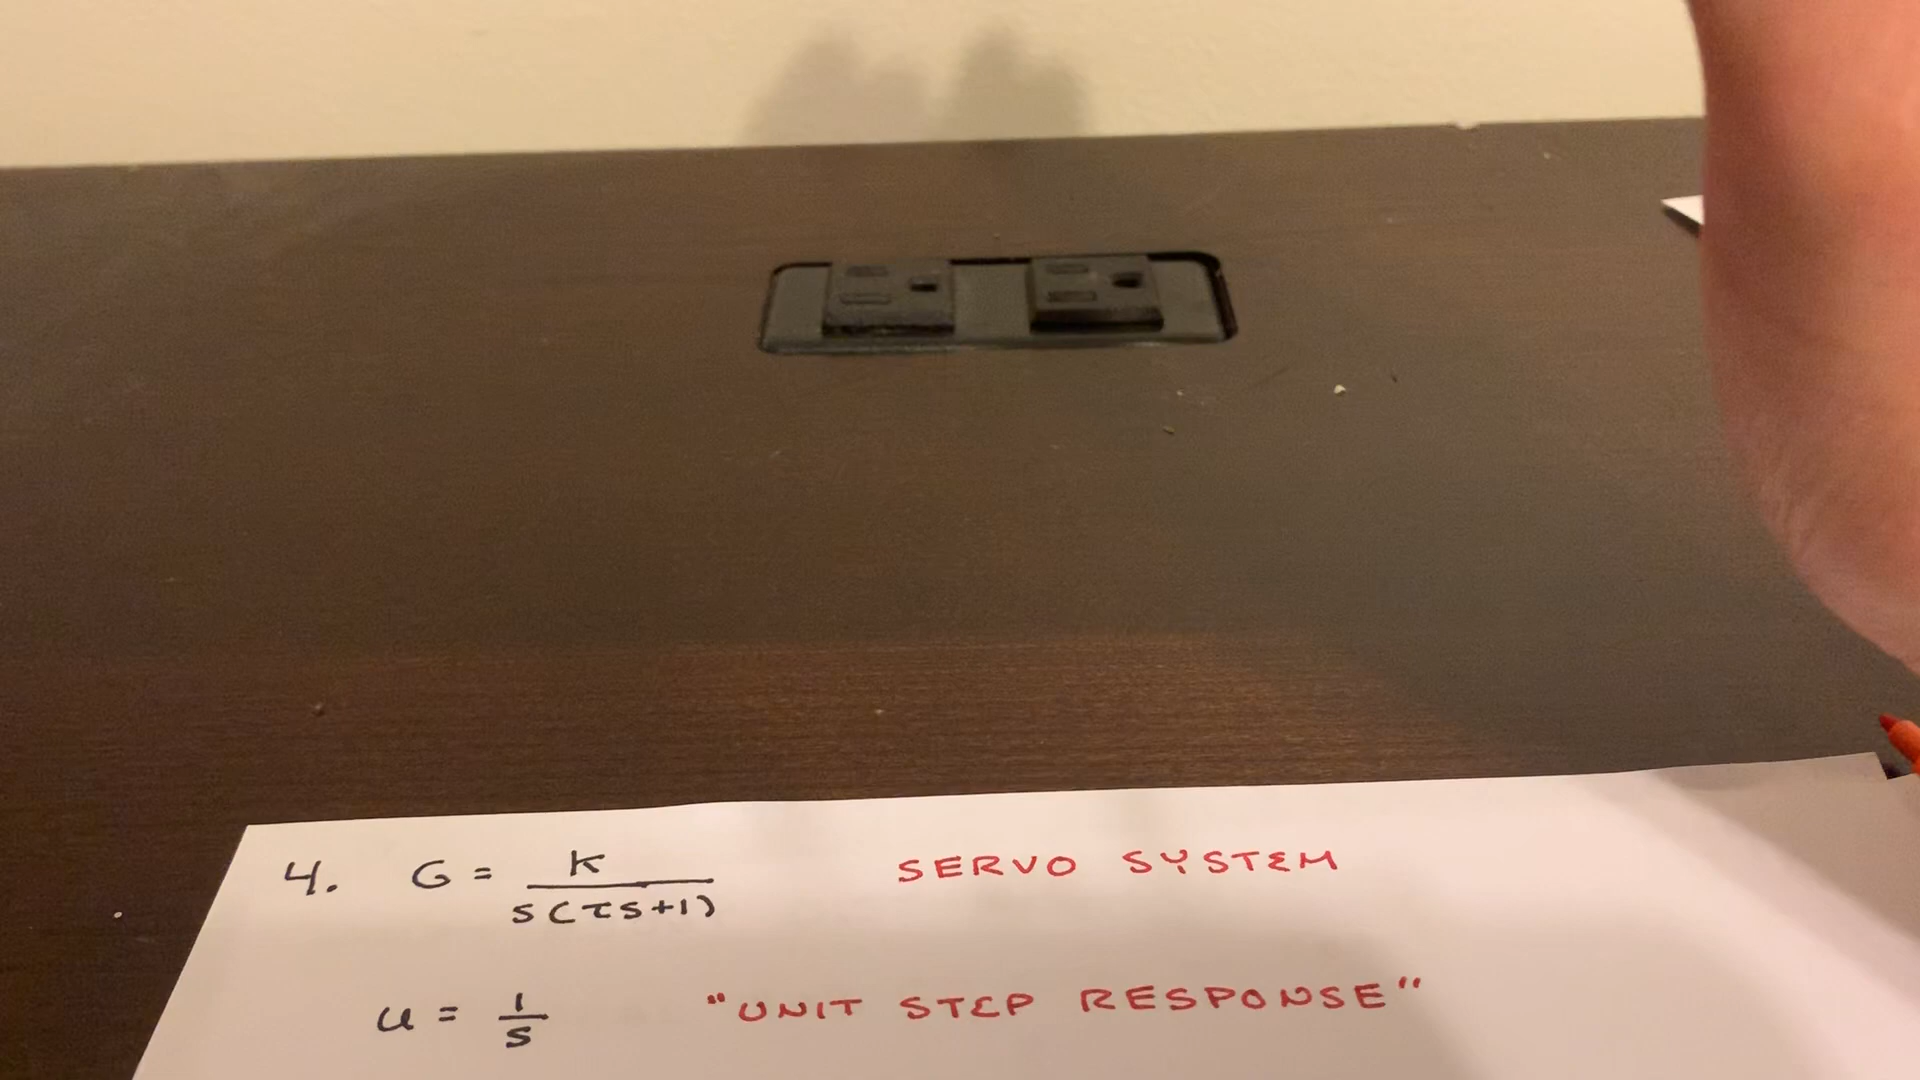 4. G = K / s(τs+1) SERVO SYSTEM
u = 1/s "UNIT STEP RESPONSE"